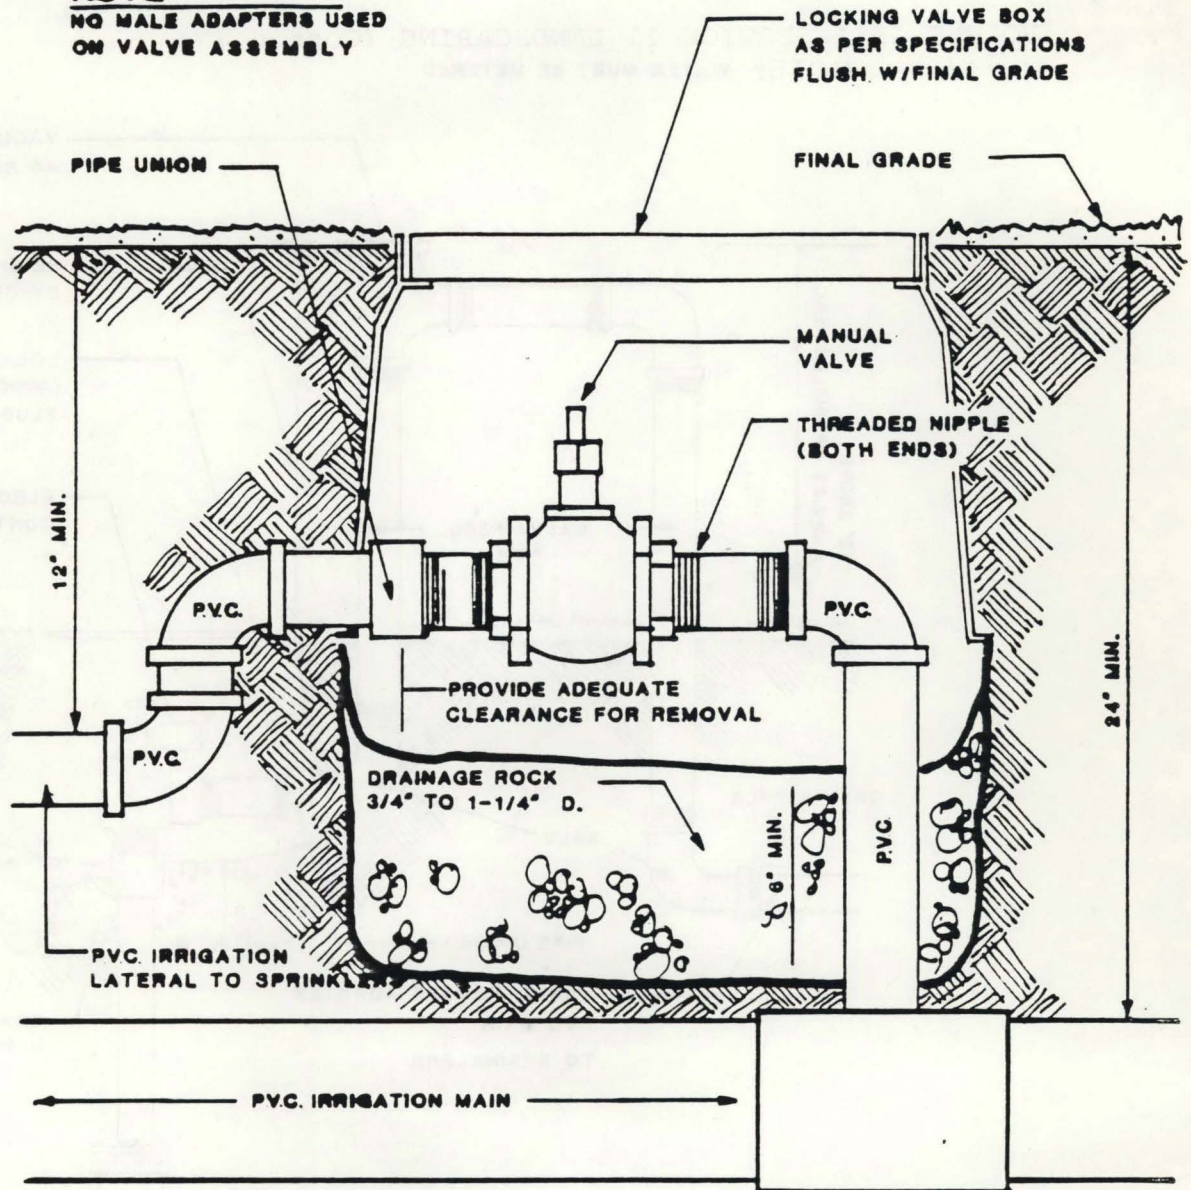 NO MALE ADAPTERS USED
ON VALVE ASSEMBLY
LOCKING VALVE BOX
AS PER SPECIFICATIONS
FLUSH W/FINAL GRADE
PIPE UNION
FINAL GRADE
MANUAL
VALVE
THREADED NIPPLE
(BOTH ENDS)
12" MIN.
P.V.C.
P.V.C.
24" MIN.
PROVIDE ADEQUATE
CLEARANCE FOR REMOVAL
P.V.C.
DRAINAGE ROCK
3/4" TO 1-1/4" D.
6" MIN.
P.V.C.
P.V.C. IRRIGATION
LATERAL TO SPRINKLERS
P.V.C. IRRIGATION MAIN